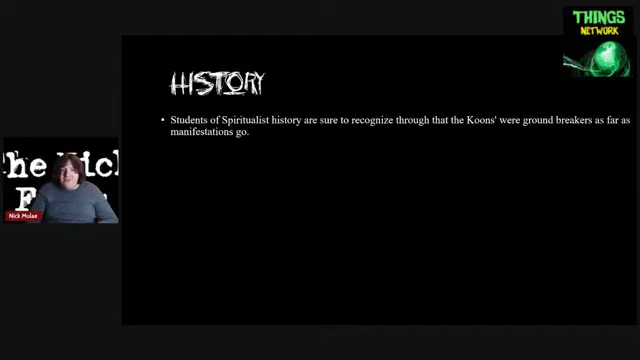 THINGS
NETWORK
HISTORY
• Students of Spiritualist history are sure to recognize through that the Koons' were ground breakers as far as
manifestations go.
Nick Mulae